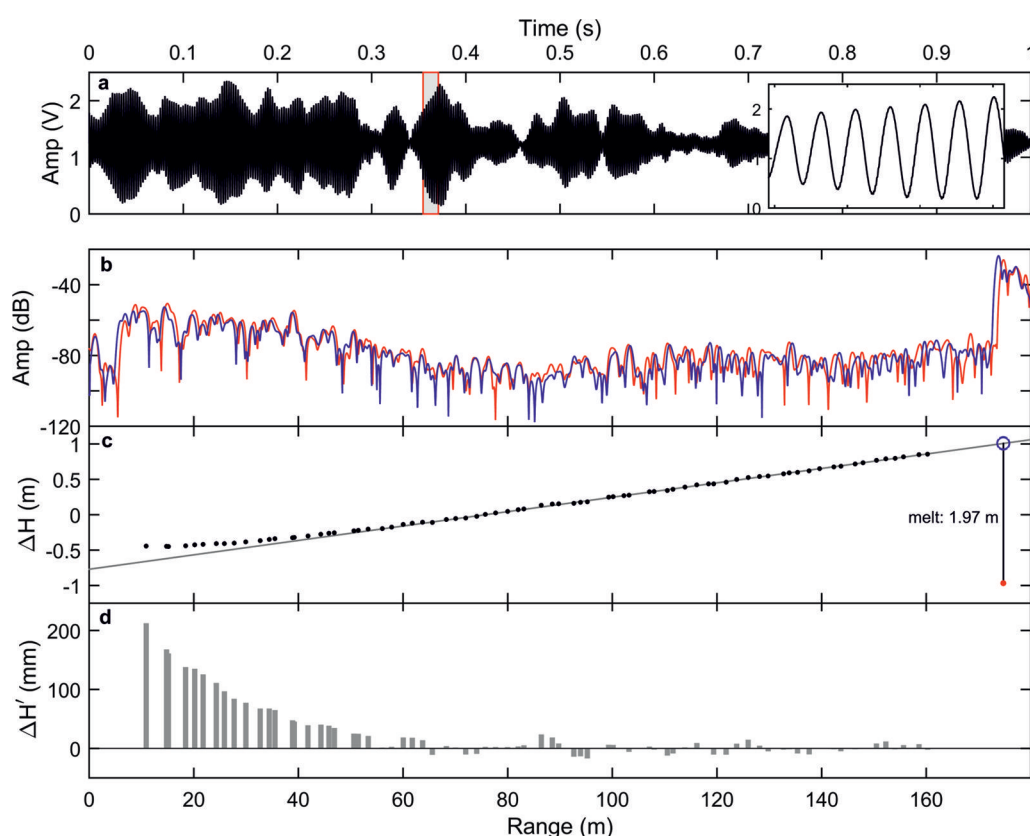 Time (s)
0 0.1 0.2 0.3 0.4 0.5 0.6 0.7 0.8 0.9 1
a
Amp (V)
2
1
0
2
1
0
b
Amp (dB)
-40
-80
-120
c
ΔH (m)
1
0.5
0
-0.5
-1
melt: 1.97 m
d
ΔH′ (mm)
200
100
0
0 20 40 60 80 100 120 140 160
Range (m)